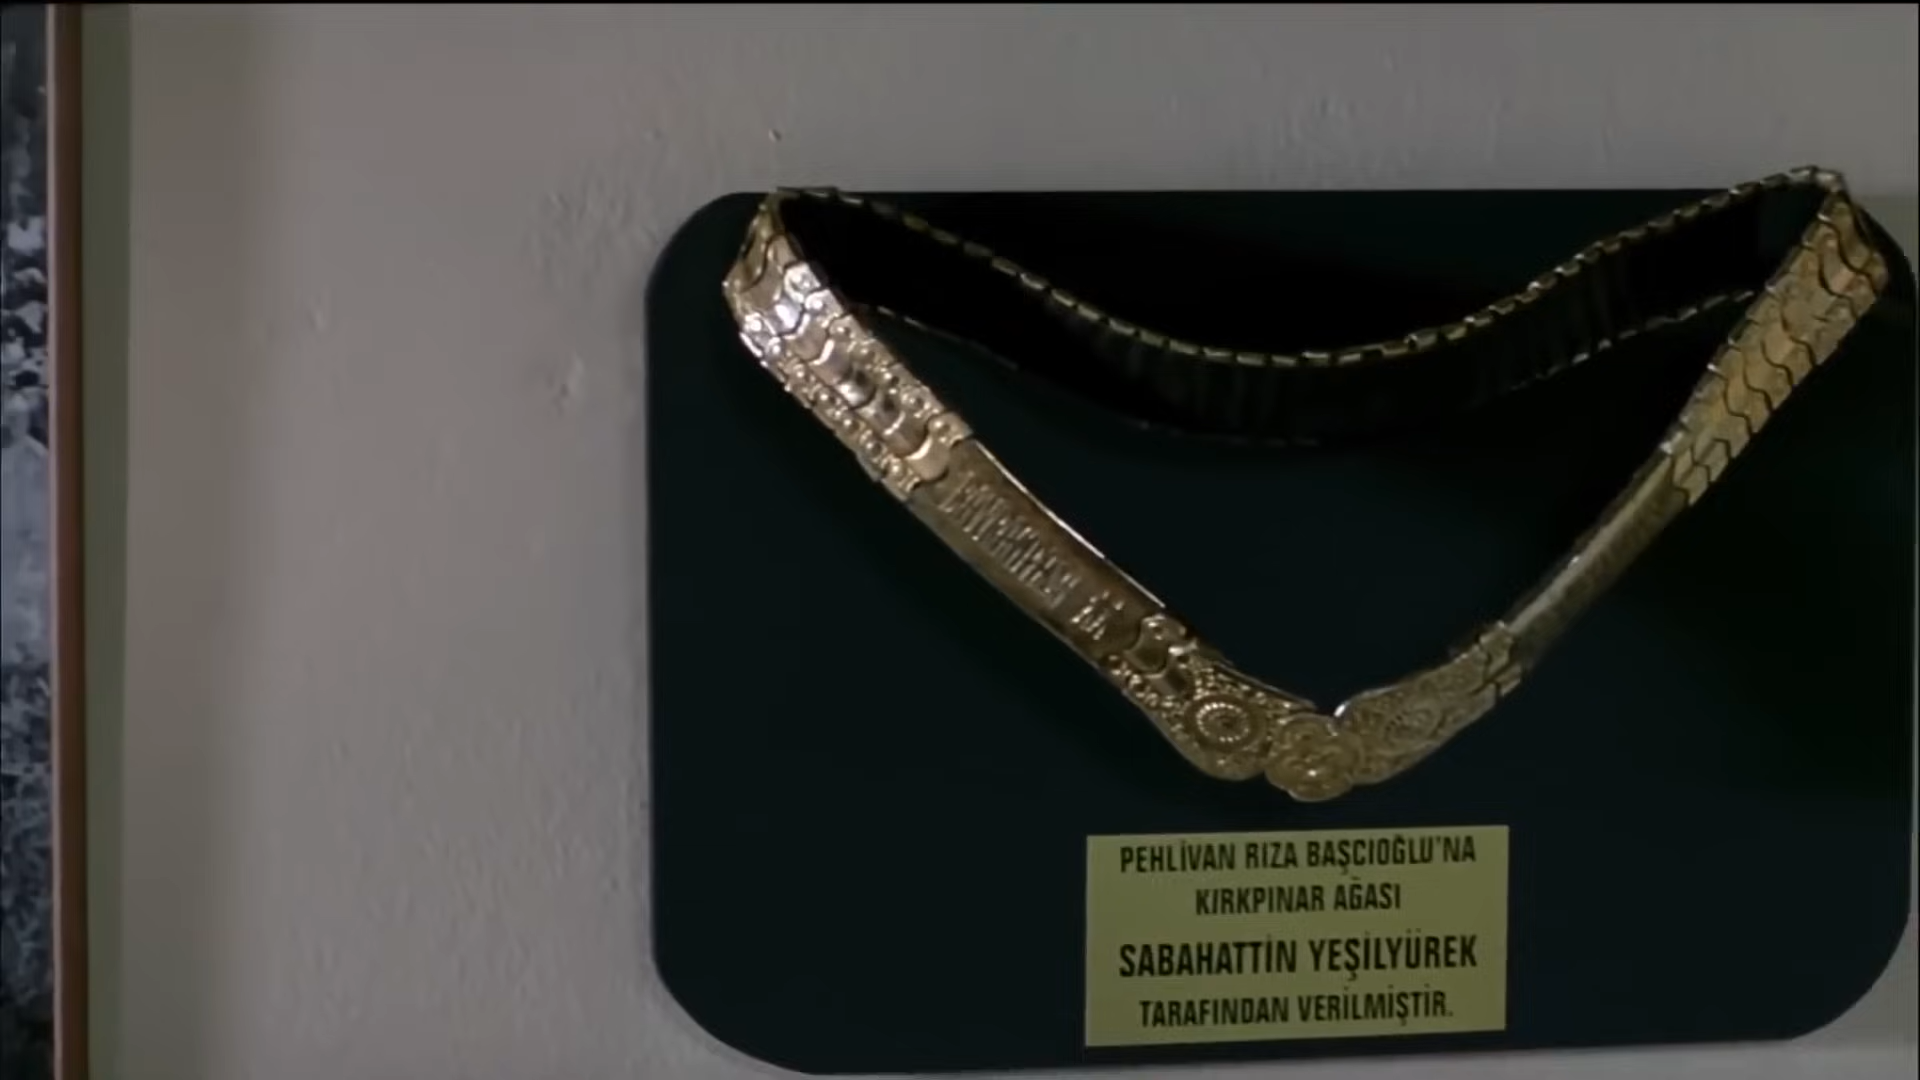 PEHLİVAN RIZA BAŞCIOĞLU'NA
KIRKPINAR AĞASI
SABAHATTİN YEŞİLYÜREK
TARAFINDAN VERİLMİŞTİR.